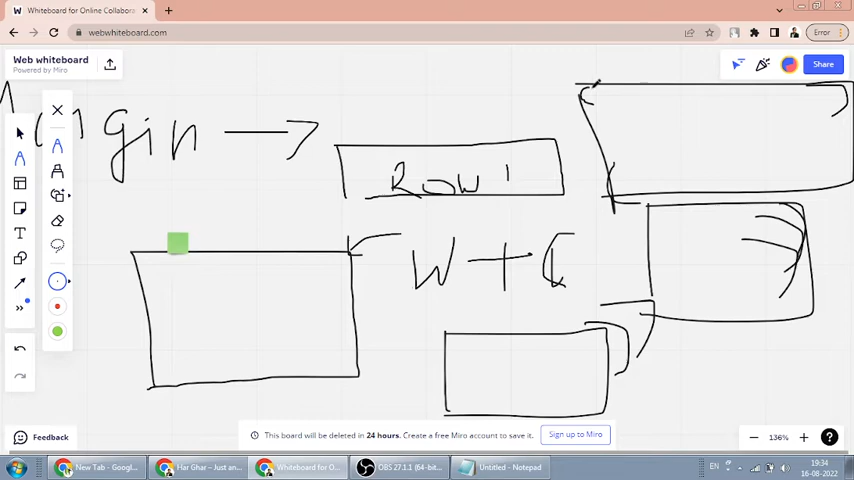 Whiteboard for Online Collabora
webwhiteboard.com
Error
Web whiteboard
Powered by Miro
Share
gin
Row 1
W + C
Feedback
This board will be deleted in 24 hours. Create a free Miro account to save it.
Sign up to Miro
136%
New Tab - Googl...
Har Ghar – Just an...
Whiteboard for O...
OBS 27.1.1 (64-bit...
Untitled - Notepad
EN
19:34
16-08-2022